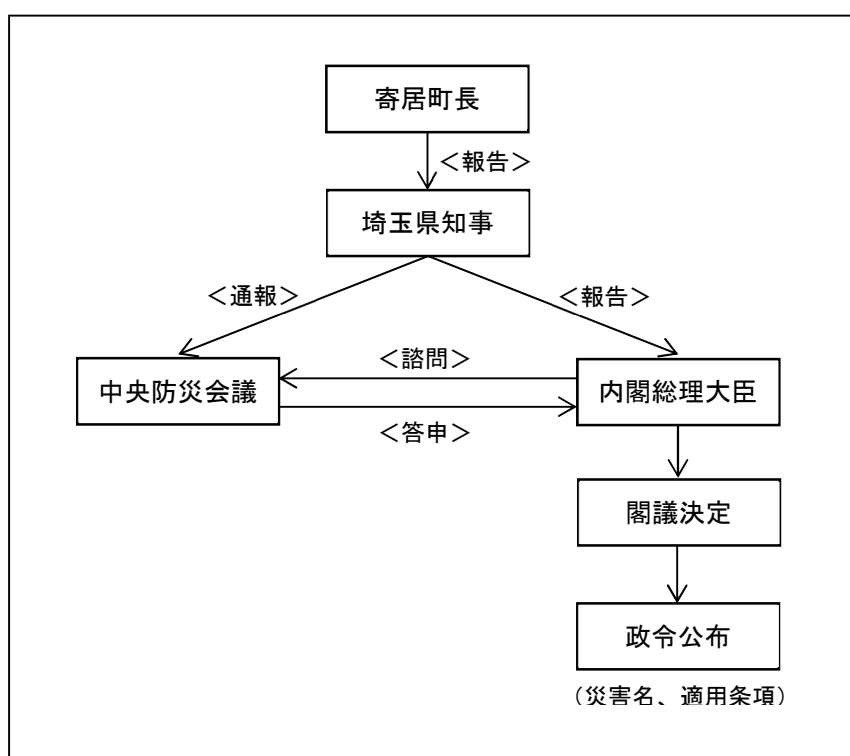 寄居町長
＜報告＞
埼玉県知事
＜通報＞
＜報告＞
中央防災会議
＜諮問＞
内閣総理大臣
＜答申＞
閣議決定
政令公布
（災害名、適用条項）